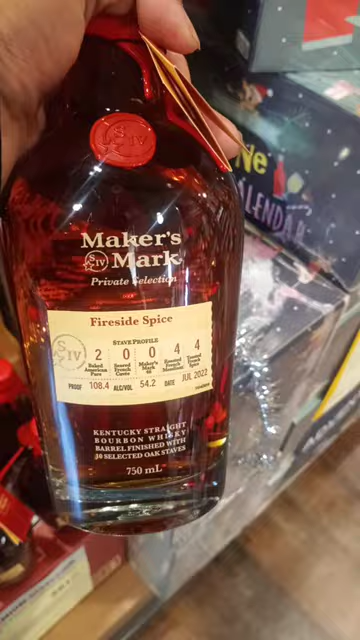 S IV
Maker's
S IV Mark
Private Selection
Fireside Spice
STAVE PROFILE
2 0 0 4 4
Baked American Pure Seared French Cuvée Maker's Mark 46 Roasted French Mendiant Toasted French Spice
PROOF 108.4 ALC/VOL 54.2 DATE JUL 2022
S IV
KENTUCKY STRAIGHT
BOURBON WHISKY
BARREL FINISHED WITH
10 SELECTED OAK STAVES
750 mL
Ne
ALENDAR